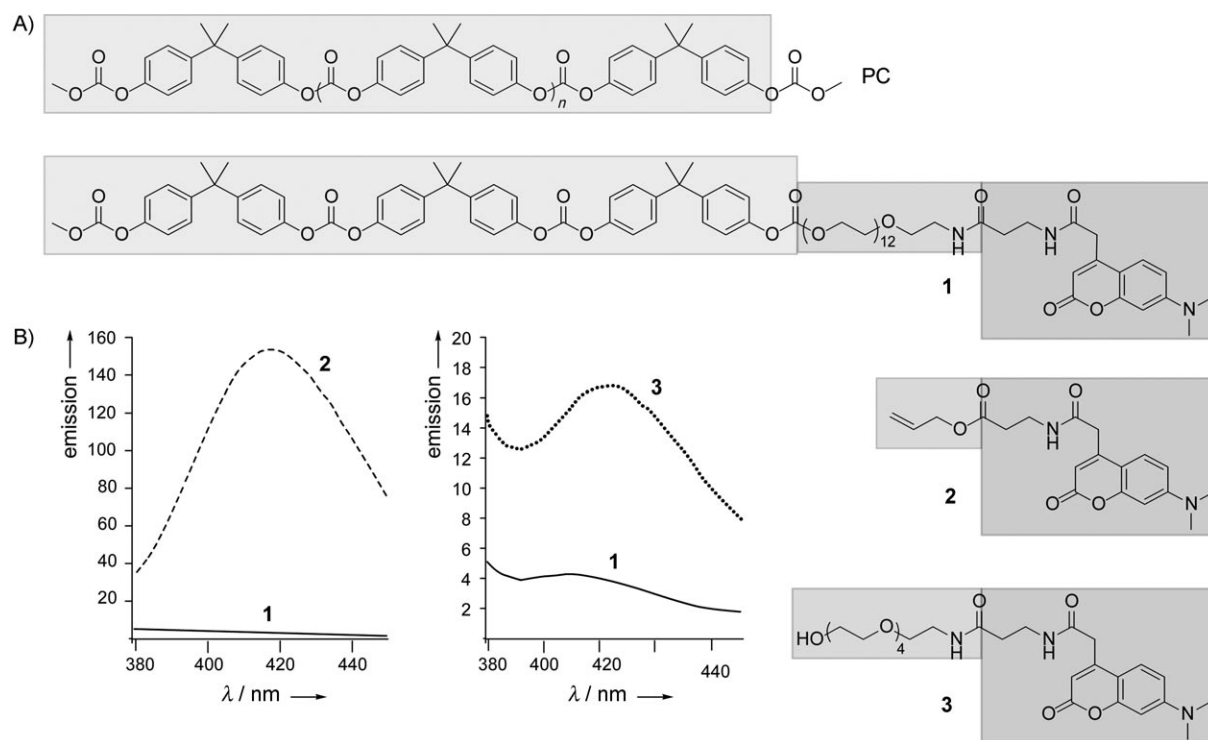 A)
O O O O
O O O O O n O O O PC
O O O O O O
O O O O O O O O 12 O N H N H
1
O O N
B)
emission
160
140
120
100
80
60
40
20
2
1
380 400 420 440
λ / nm
emission
20
18
16
14
12
10
8
6
4
2
3
1
380 400 420 440
λ / nm
O O
O N H
2
O O N
O O
HO O 4 N H N H
3
O O N